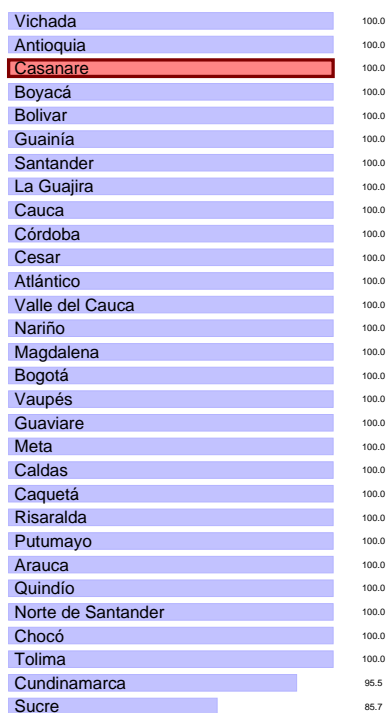 Vichada 100.0
Antioquia 100.0
Casanare 100.0
Boyacá 100.0
Bolivar 100.0
Guainía 100.0
Santander 100.0
La Guajira 100.0
Cauca 100.0
Córdoba 100.0
Cesar 100.0
Atlántico 100.0
Valle del Cauca 100.0
Nariño 100.0
Magdalena 100.0
Bogotá 100.0
Vaupés 100.0
Guaviare 100.0
Meta 100.0
Caldas 100.0
Caquetá 100.0
Risaralda 100.0
Putumayo 100.0
Arauca 100.0
Quindío 100.0
Norte de Santander 100.0
Chocó 100.0
Tolima 100.0
Cundinamarca 95.5
Sucre 85.7